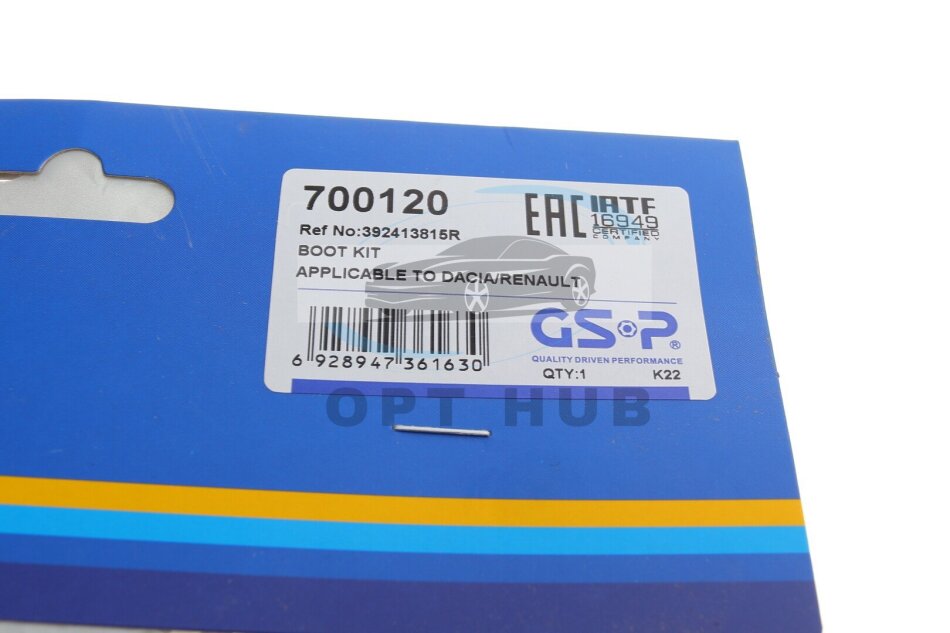 700120
Ref No:392413815R
BOOT KIT
APPLICABLE TO DACIA/RENAULT
EAC
IATF
16949
CERTIFIED
COMPANY
6 928947 361630
GSP®
QUALITY DRIVEN PERFORMANCE
QTY:1 K22
OPT HUB